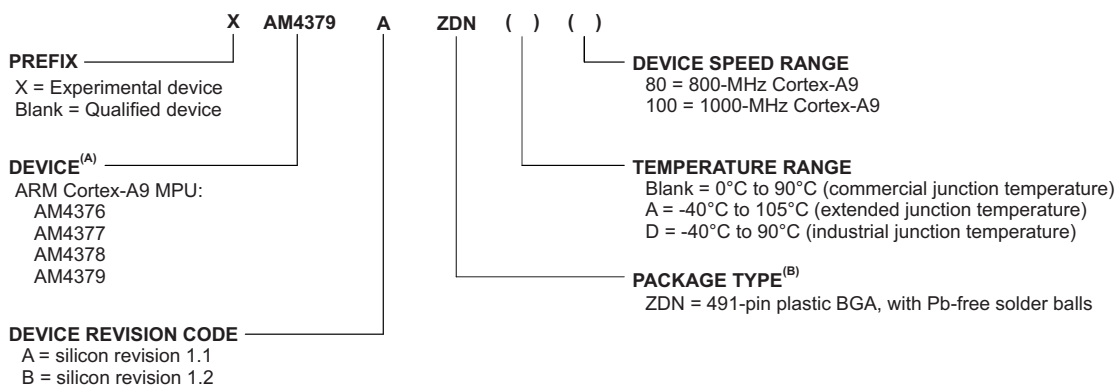 X AM4379 A ZDN ( ) ( )
PREFIX
X = Experimental device
Blank = Qualified device
DEVICE(A)
ARM Cortex-A9 MPU:
AM4376
AM4377
AM4378
AM4379
DEVICE REVISION CODE
A = silicon revision 1.1
B = silicon revision 1.2
DEVICE SPEED RANGE
80 = 800-MHz Cortex-A9
100 = 1000-MHz Cortex-A9
TEMPERATURE RANGE
Blank = 0°C to 90°C (commercial junction temperature)
A = -40°C to 105°C (extended junction temperature)
D = -40°C to 90°C (industrial junction temperature)
PACKAGE TYPE(B)
ZDN = 491-pin plastic BGA, with Pb-free solder balls